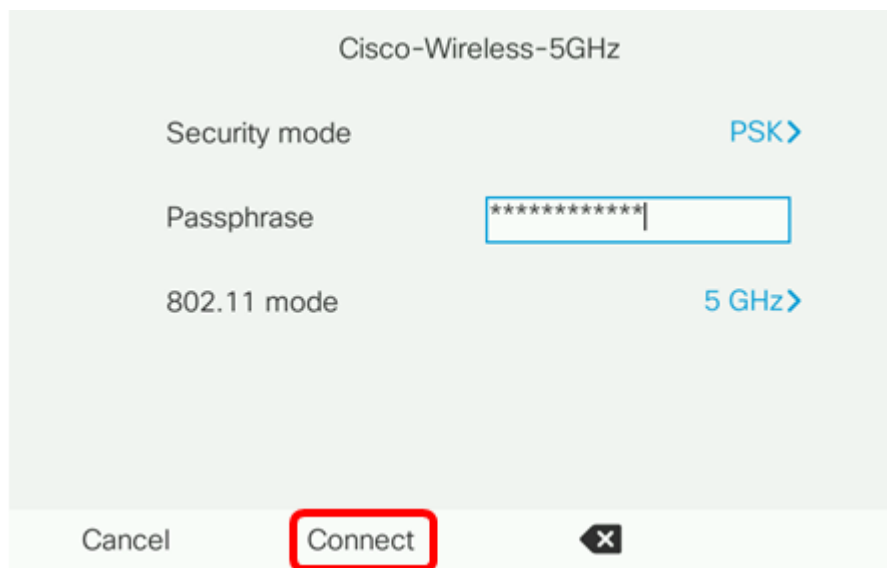 Cisco-Wireless-5GHz
Security mode PSK
Passphrase ************
802.11 mode 5 GHz
Cancel Connect